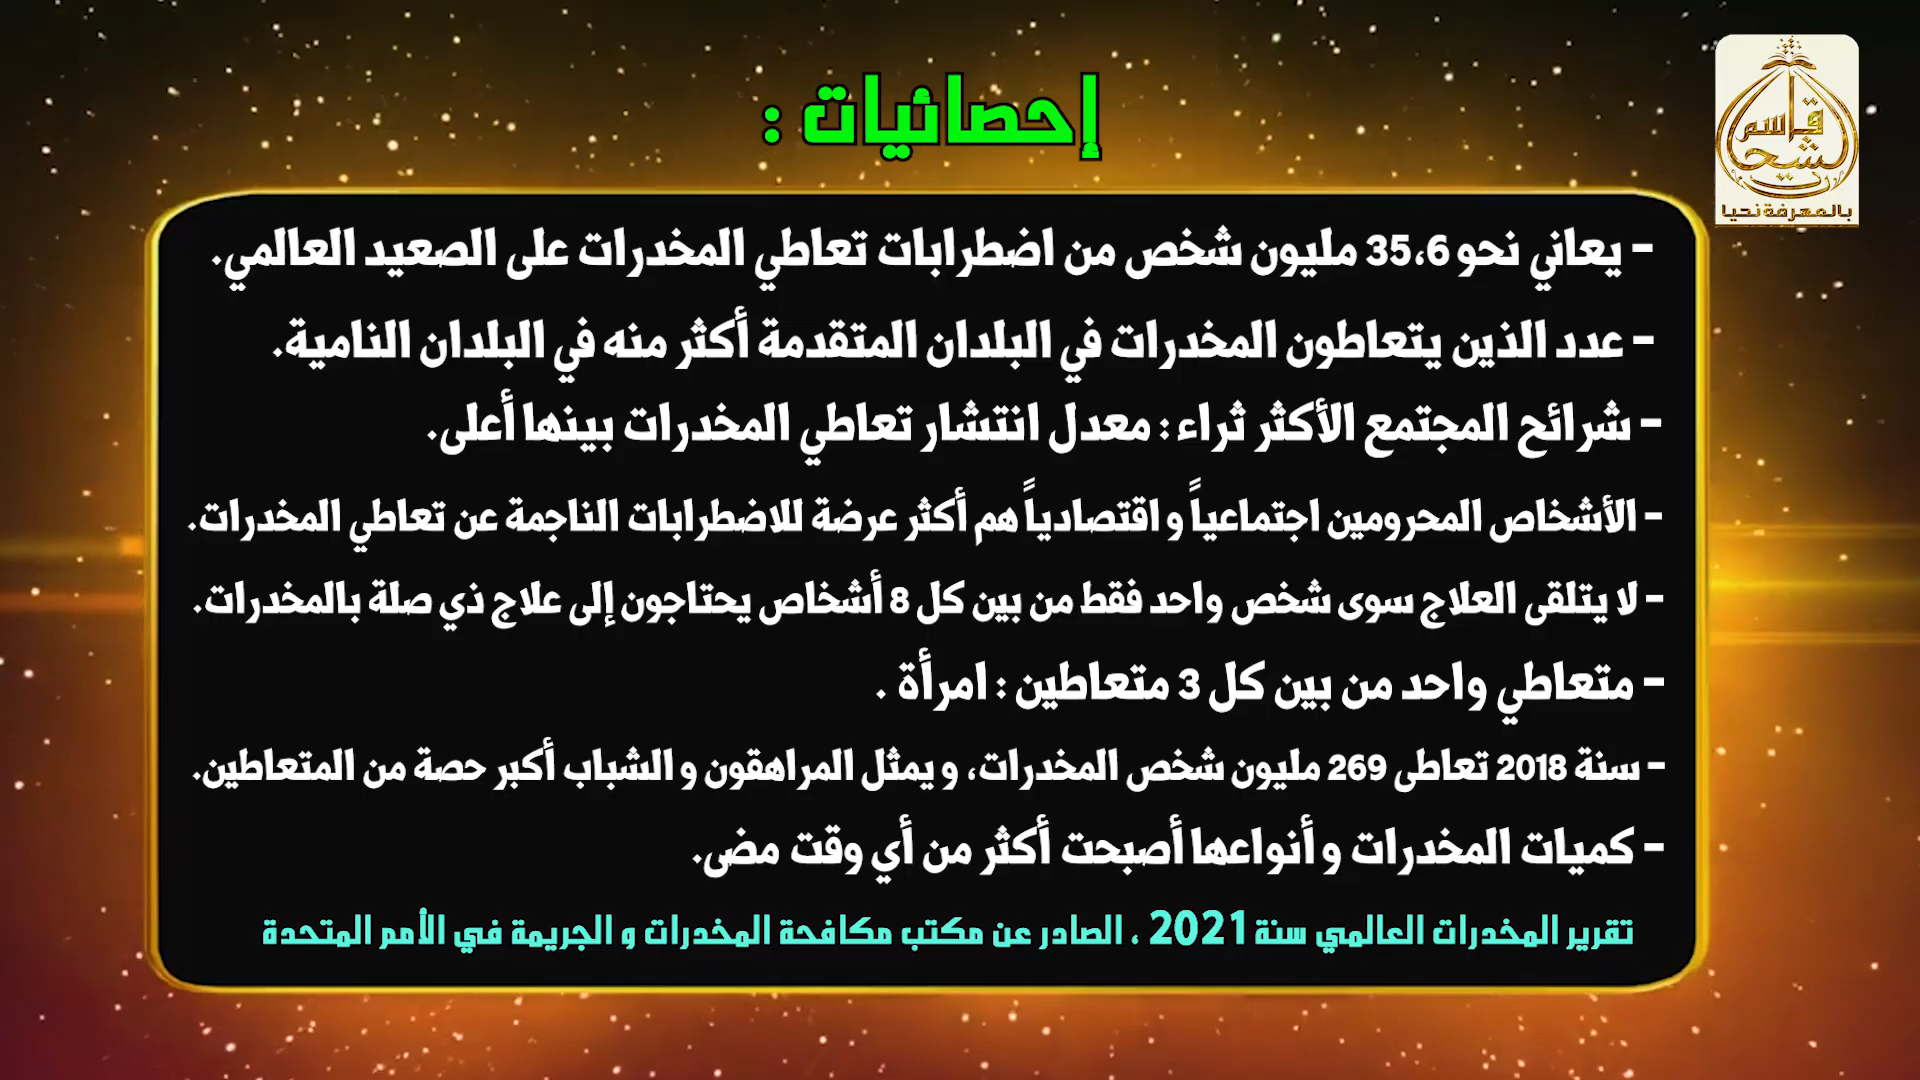 إحصائيات :
قاسم
الشيحات
بالمعرفة نحيا
- يعاني نحو 35،6 مليون شخص من اضطرابات تعاطي المخدرات على الصعيد العالمي.
- عدد الذين يتعاطون المخدرات في البلدان المتقدمة أكثر منه في البلدان النامية.
- شرائح المجتمع الأكثر ثراء : معدل انتشار تعاطي المخدرات بينها أعلى.
- الأشخاص المحرومين اجتماعياً و اقتصادياً هم أكثر عرضة للاضطرابات الناجمة عن تعاطي المخدرات.
- لا يتلقى العلاج سوى شخص واحد فقط من بين كل 8 أشخاص يحتاجون إلى علاج ذي صلة بالمخدرات.
- متعاطي واحد من بين كل 3 متعاطين : امرأة .
- سنة 2018 تعاطى 269 مليون شخص المخدرات، و يمثل المراهقون و الشباب أكبر حصة من المتعاطين.
- كميات المخدرات و أنواعها أصبحت أكثر من أي وقت مضى.
تقرير المخدرات العالمي سنة 2021 ، الصادر عن مكتب مكافحة المخدرات و الجريمة في الأمم المتحدة